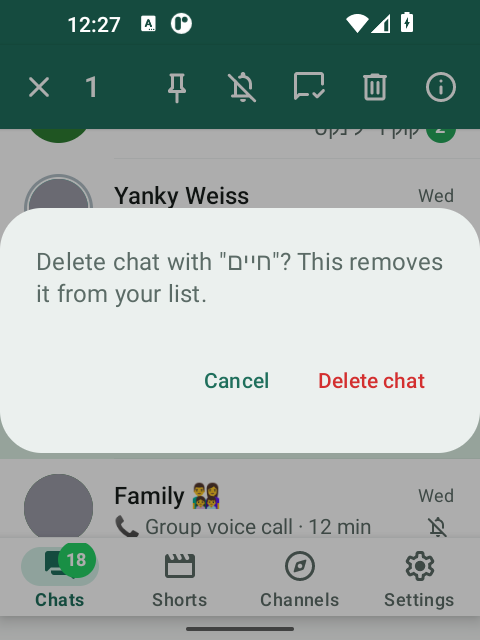 12:27
1
2
Yanky Weiss
Wed
Delete chat with "חיים"? This removes
it from your list.
Cancel
Delete chat
Family 👨‍👩‍👧‍👦
Wed
Group voice call · 12 min
18
Chats
Shorts
Channels
Settings